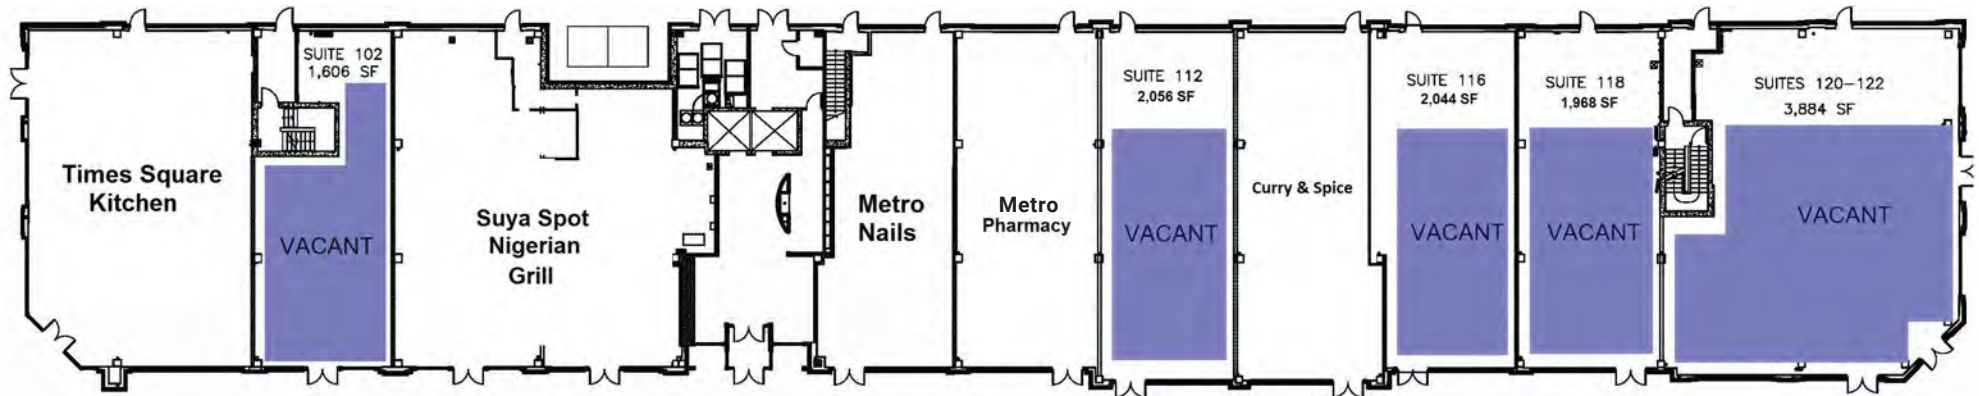 Times Square
Kitchen
SUITE 102
1,606 SF
VACANT
Suya Spot
Nigerian
Grill
Metro
Nails
Metro
Pharmacy
SUITE 112
2,056 SF
VACANT
Curry & Spice
SUITE 116
2,044 SF
VACANT
SUITE 118
1,968 SF
VACANT
SUITES 120-122
3,884 SF
VACANT